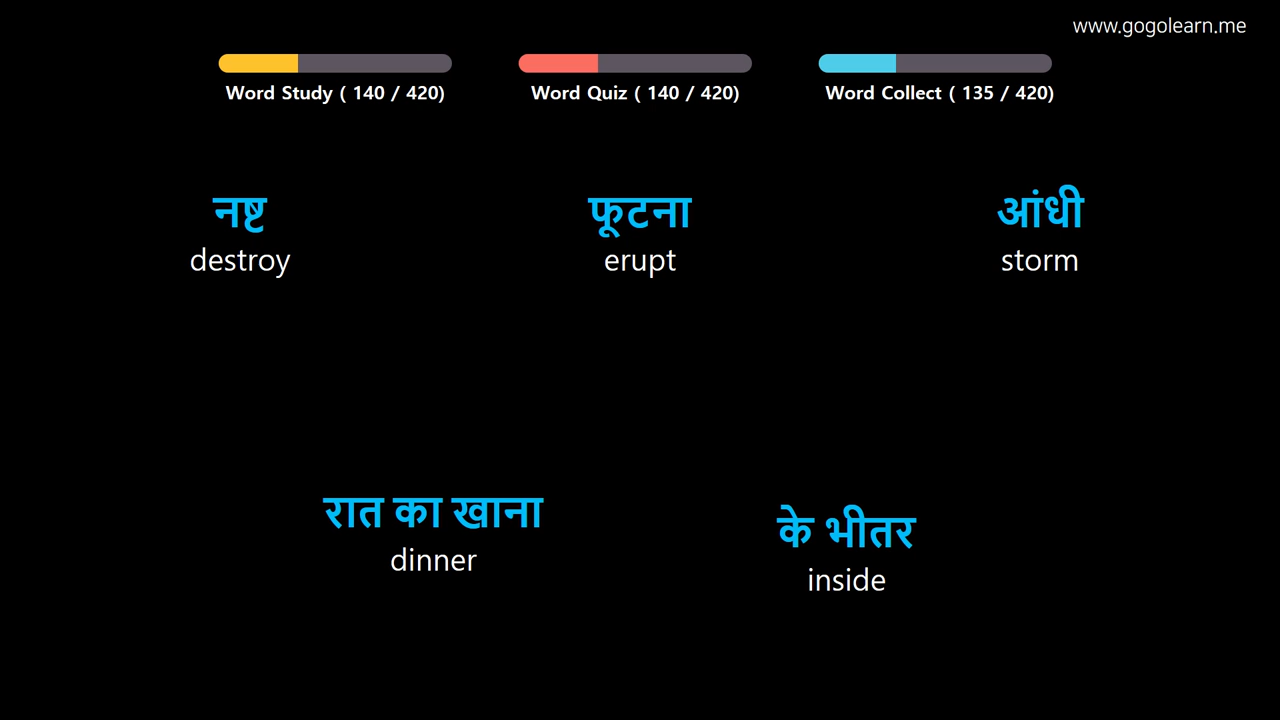 www.gogolearn.me
Word Study ( 140 / 420)
Word Quiz ( 140 / 420)
Word Collect ( 135 / 420)
नष्ट
destroy
फूटना
erupt
आंधी
storm
रात का खाना
dinner
के भीतर
inside